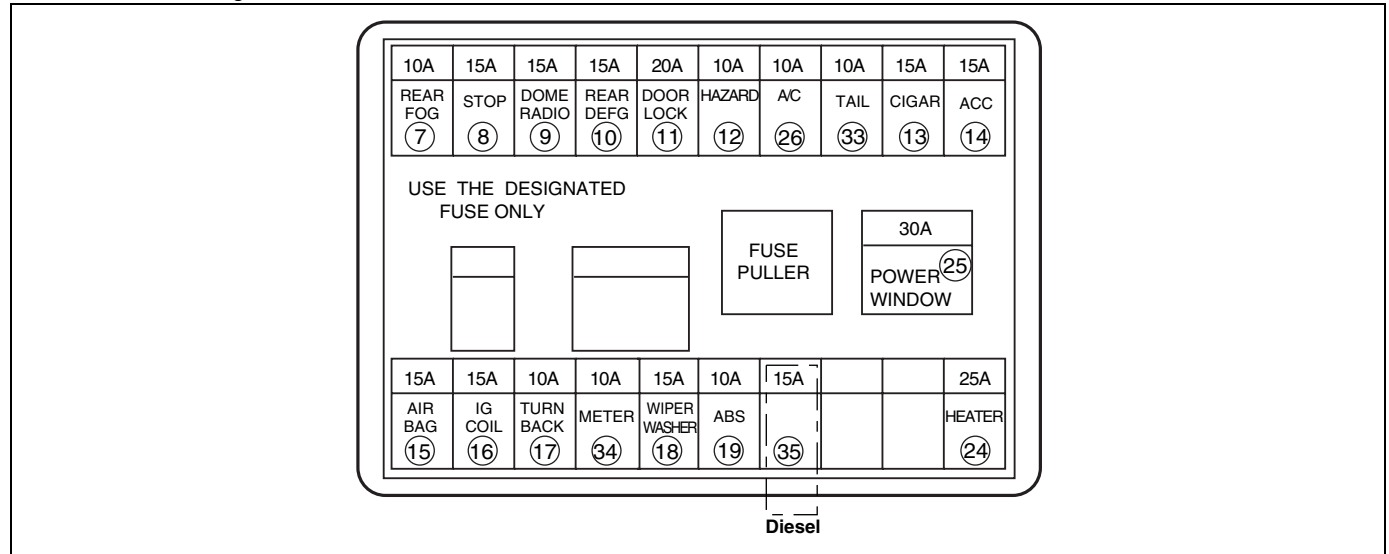 10A 15A 15A 15A 20A 10A 10A 10A 15A 15A
REAR FOG STOP DOME RADIO REAR DEFG DOOR LOCK HAZARD A/C TAIL CIGAR ACC
7 8 9 10 11 12 26 33 13 14
USE THE DESIGNATED
FUSE ONLY
FUSE
PULLER
30A
POWER 25
WINDOW
15A 15A 10A 10A 15A 10A 15A 25A
AIR BAG IG COIL TURN BACK METER WIPER WASHER ABS HEATER
15 16 17 34 18 19 35 24
Diesel